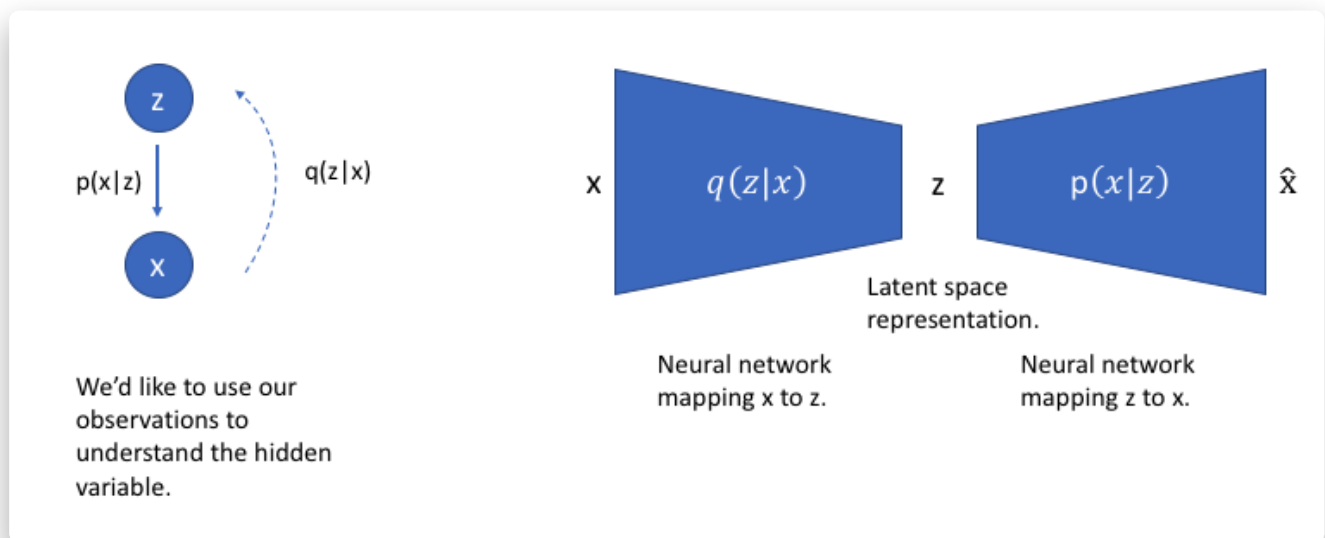 z
p(x|z)
q(z|x)
x
We'd like to use our
observations to
understand the hidden
variable.
x
q(z|x)
z
p(x|z)
x̂
Latent space
representation.
Neural network
mapping x to z.
Neural network
mapping z to x.